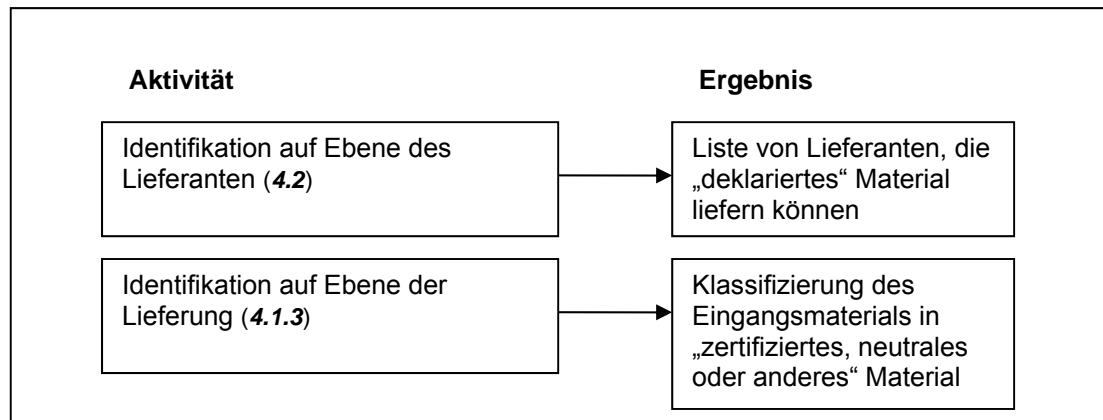 Aktivität
Ergebnis
Identifikation auf Ebene des
Lieferanten (4.2)
Liste von Lieferanten, die
„deklariertes“ Material
liefern können
Identifikation auf Ebene der
Lieferung (4.1.3)
Klassifizierung des
Eingangsmaterials in
„zertifiziertes, neutrales
oder anderes“ Material